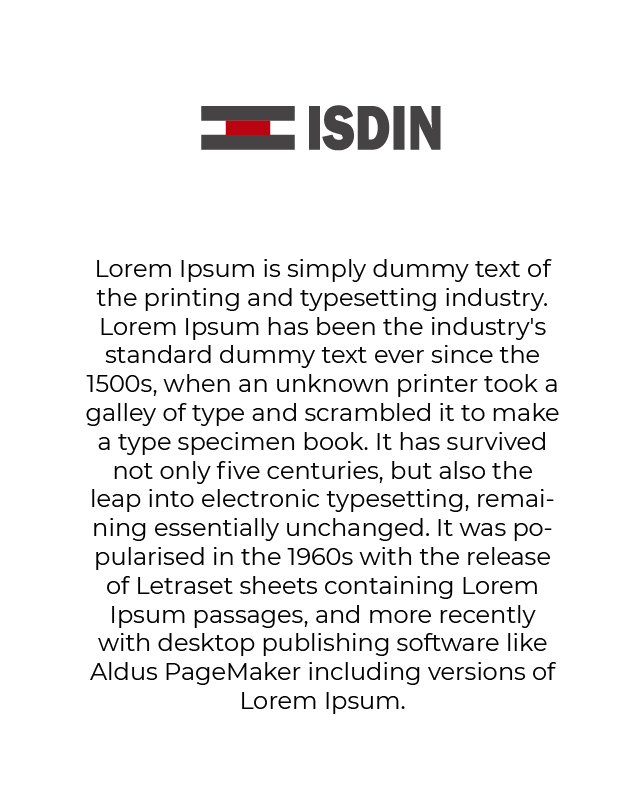 ISDIN
Lorem Ipsum is simply dummy text of
the printing and typesetting industry.
Lorem Ipsum has been the industry's
standard dummy text ever since the
1500s, when an unknown printer took a
galley of type and scrambled it to make
a type specimen book. It has survived
not only five centuries, but also the
leap into electronic typesetting, remai-
ning essentially unchanged. It was po-
pularised in the 1960s with the release
of Letraset sheets containing Lorem
Ipsum passages, and more recently
with desktop publishing software like
Aldus PageMaker including versions of
Lorem Ipsum.